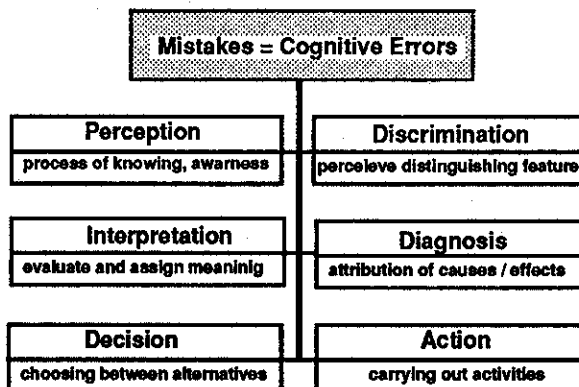 Mistakes = Cognitive Errors
Perception
process of knowing, awarness
Discrimination
perceleve distinguishing feature
Interpretation
evaluate and assign meaninig
Diagnosis
attribution of causes / effects
Decision
choosing between alternatives
Action
carrying out activities